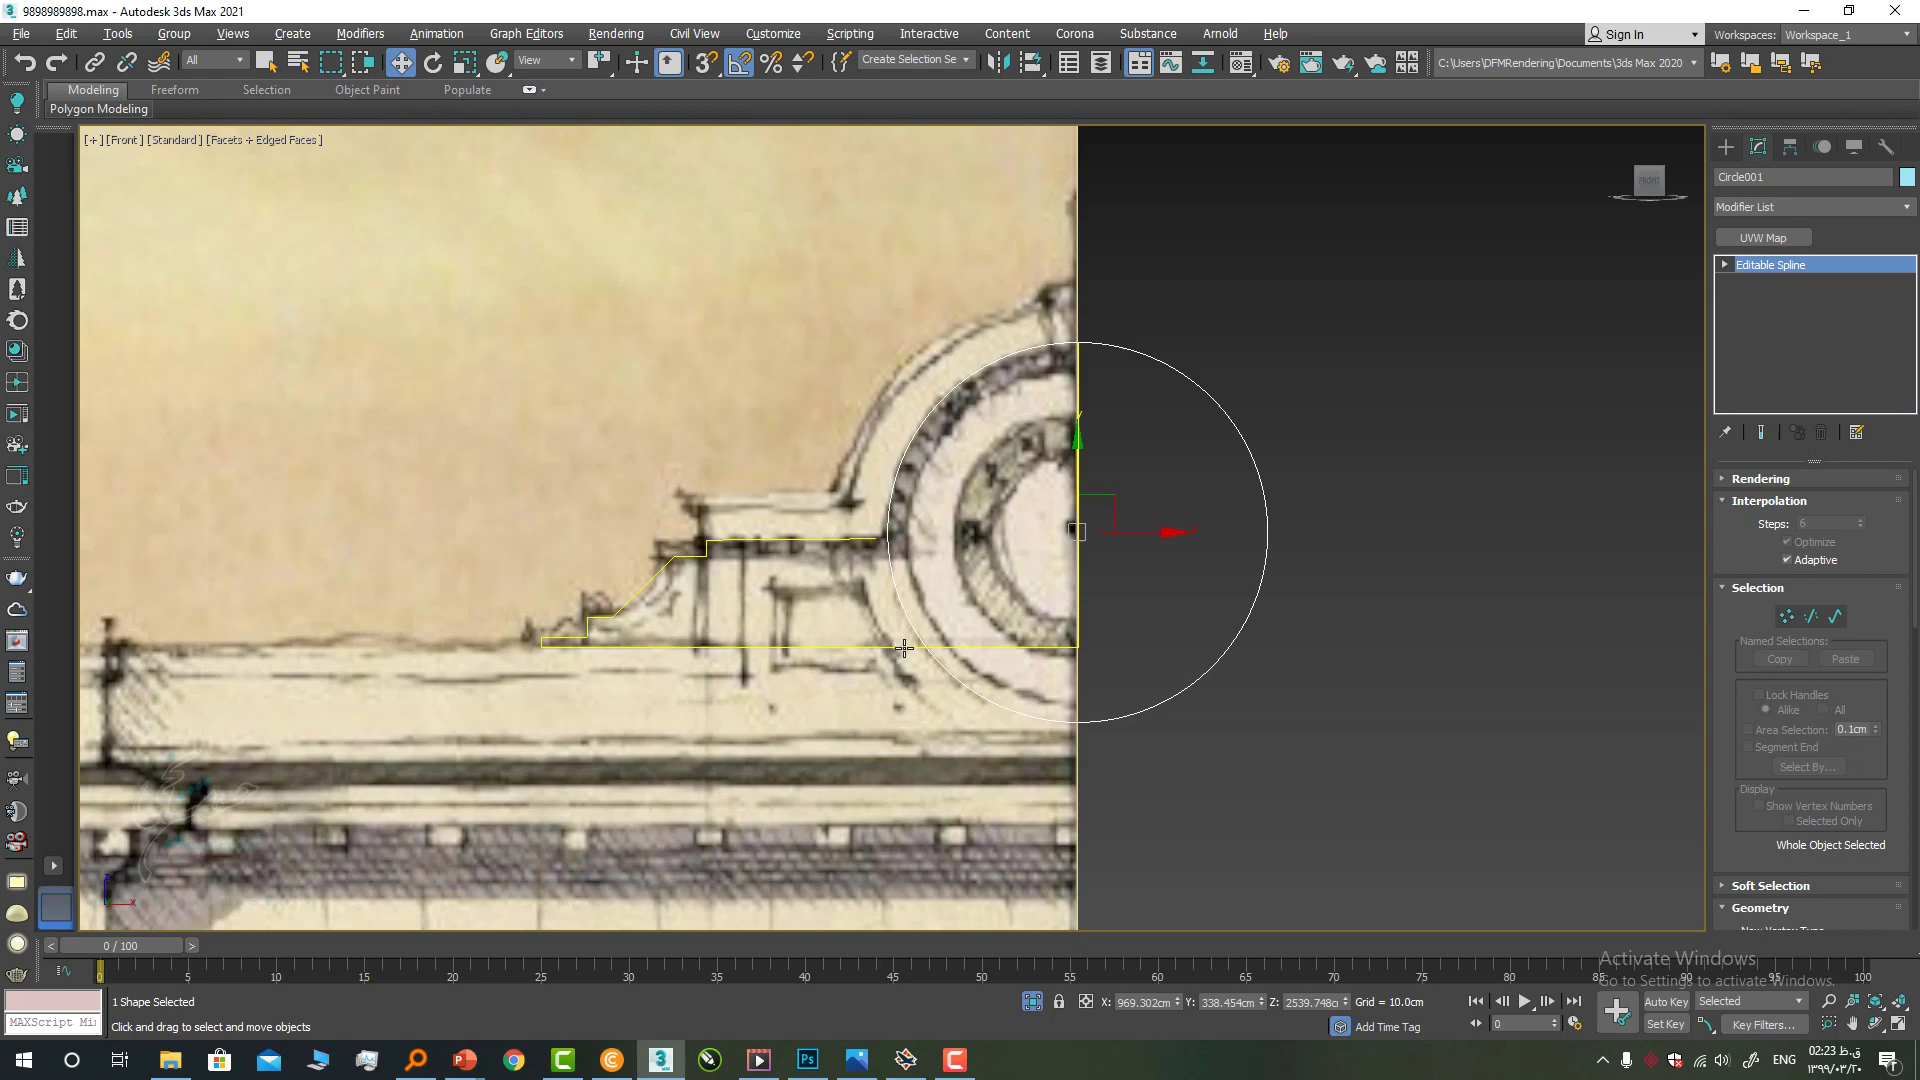 9898989898.max - Autodesk 3ds Max 2021
File Edit Tools Group Views Create Modifiers Animation Graph Editors Rendering Civil View Customize Scripting Interactive Content Corona Substance Arnold Help
Sign In
Workspaces: Workspace_1
All
View
Create Selection Se
C:\Users\DFMRendering\Documents\3ds Max 2020
Modeling Freeform Selection Object Paint Populate
Polygon Modeling
[+] [Front] [Standard] [Facets + Edged Faces]
FRONT
Circle001
Modifier List
UVW Map
Editable Spline
Rendering
Interpolation
Steps: 6
Optimize
Adaptive
Selection
Named Selections:
Copy Paste
Lock Handles
Alike All
Area Selection: 0.1cm
Segment End
Select By...
Display
Show Vertex Numbers
Selected Only
Whole Object Selected
Soft Selection
Geometry
Activate Windows
Go to Settings to activate Windows.
0 / 100
0 5 10 15 20 25 30 35 40 45 50 55 60 65 70 75 80 85 90 95 100
1 Shape Selected
Click and drag to select and move objects
MAXScript Mi
X: 969.302cm Y: 338.454cm Z: 2539.748c
Grid = 10.0cm
Add Time Tag
0
Auto Key Selected
Set Key Key Filters...
ENG
02:23 ق.ظ
۱۳۹۹/۰۳/۲۰